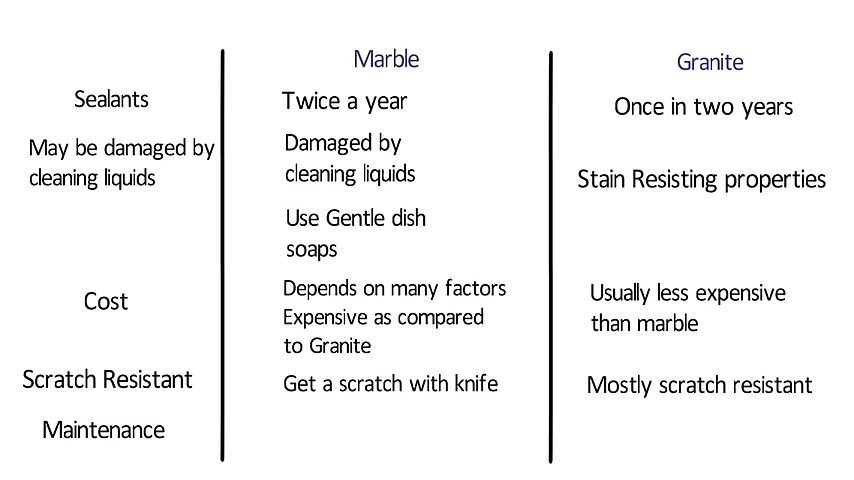 Marble
Granite
Sealants
Twice a year
Once in two years
May be damaged by
cleaning liquids
Damaged by
cleaning liquids
Stain Resisting properties
Use Gentle dish
soaps
Cost
Depends on many factors
Expensive as compared
to Granite
Usually less expensive
than marble
Scratch Resistant
Get a scratch with knife
Mostly scratch resistant
Maintenance